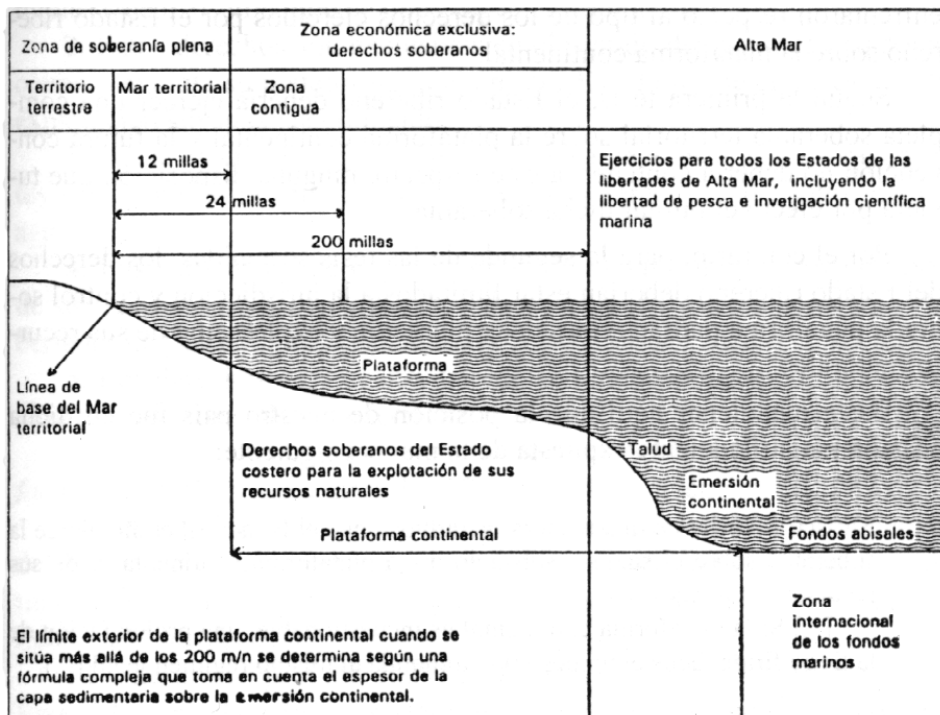 Zona de soberanía plena
Zona económica exclusiva:
derechos soberanos
Alta Mar
Territorio
terrestre
Mar territorial
Zona
contigua
12 millas
24 millas
200 millas
Ejercicios para todos los Estados de las
libertades de Alta Mar, incluyendo la
libertad de pesca e invetigación científica
marina
Línea de
base del Mar
territorial
Plataforma
Derechos soberanos del Estado
costero para la explotación de sus
recursos naturales
Talud
Emersión
continental
Plataforma continental
Fondos abisales
Zona
internacional
de los fondos
marinos
El límite exterior de la plataforma continental cuando se
sitúa más allá de los 200 m/n se determina según una
fórmula compleja que toma en cuenta el espesor de la
capa sedimentaria sobre la emersión continental.